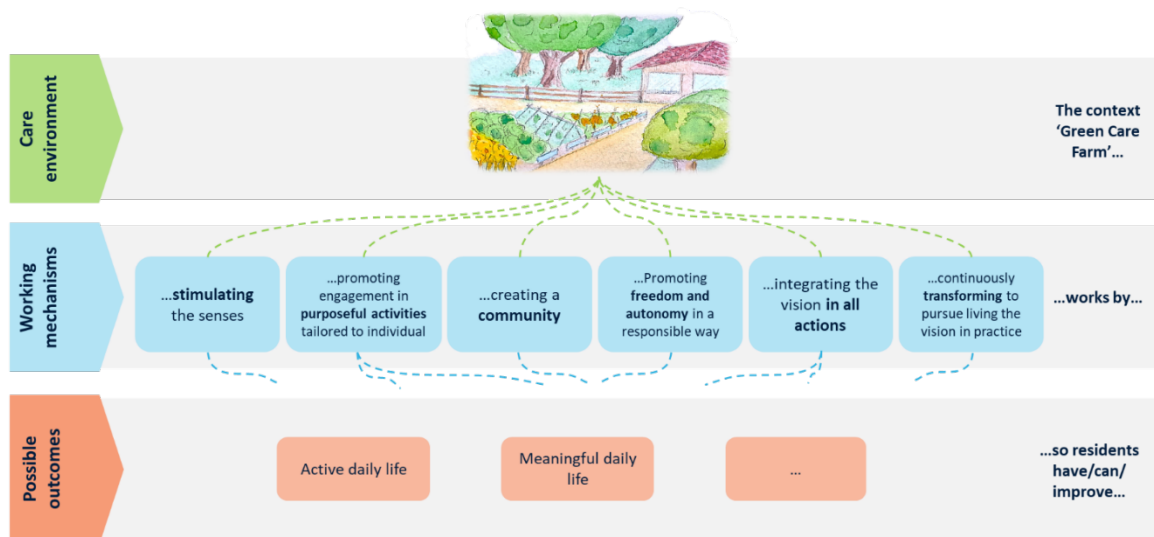 Care
environment
The context
‘Green Care
Farm’...
Working
mechanisms
...stimulating
the senses
...promoting
engagement in
purposeful activities
tailored to individual
...creating a
community
...Promoting
freedom and
autonomy in a
responsible way
...integrating the
vision in all
actions
...continuously
transforming to
pursue living the
vision in practice
...works by...
Possible
outcomes
Active daily life
Meaningful daily
life
...
...so residents
have/can/
improve...